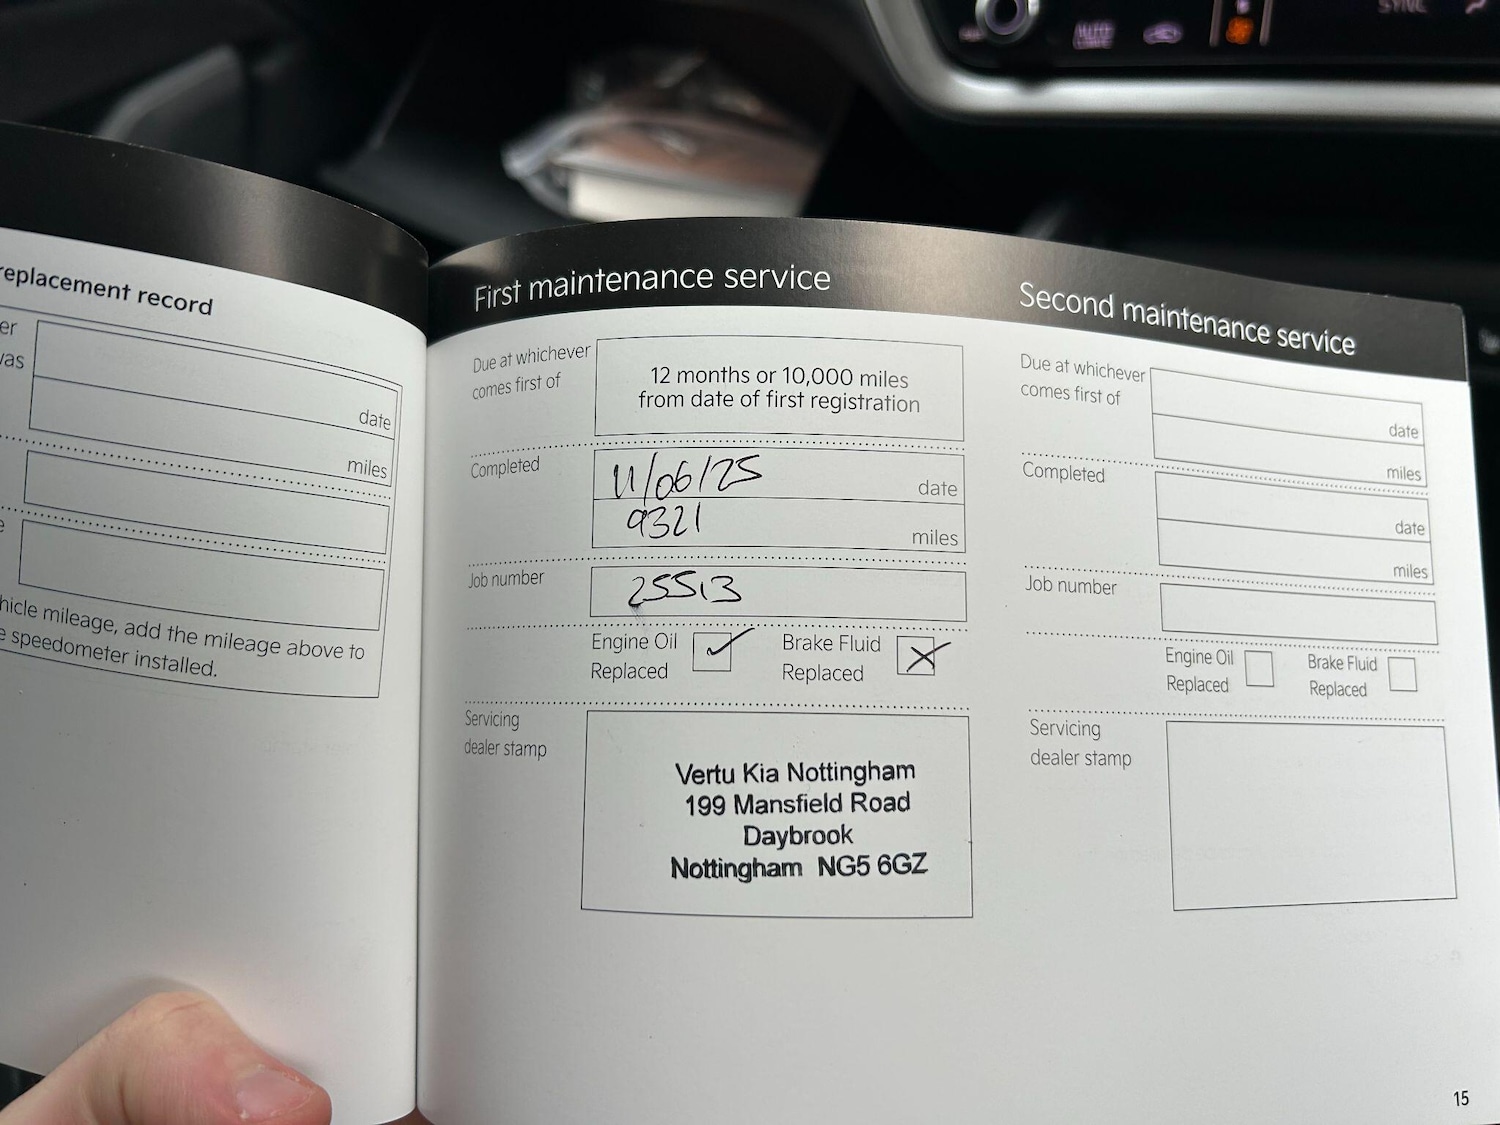 replacement record
er
was
date
miles
e
hicle mileage, add the mileage above to
e speedometer installed.
First maintenance service
Due at whichever
comes first of
12 months or 10,000 miles
from date of first registration
Completed
11/06/25
date
9321
miles
Job number
25513
Engine Oil
Replaced
Brake Fluid
Replaced
Servicing
dealer stamp
Vertu Kia Nottingham
199 Mansfield Road
Daybrook
Nottingham NG5 6GZ
Second maintenance service
Due at whichever
comes first of
date
miles
Completed
date
miles
Job number
Engine Oil
Replaced
Brake Fluid
Replaced
Servicing
dealer stamp
15
SYNC